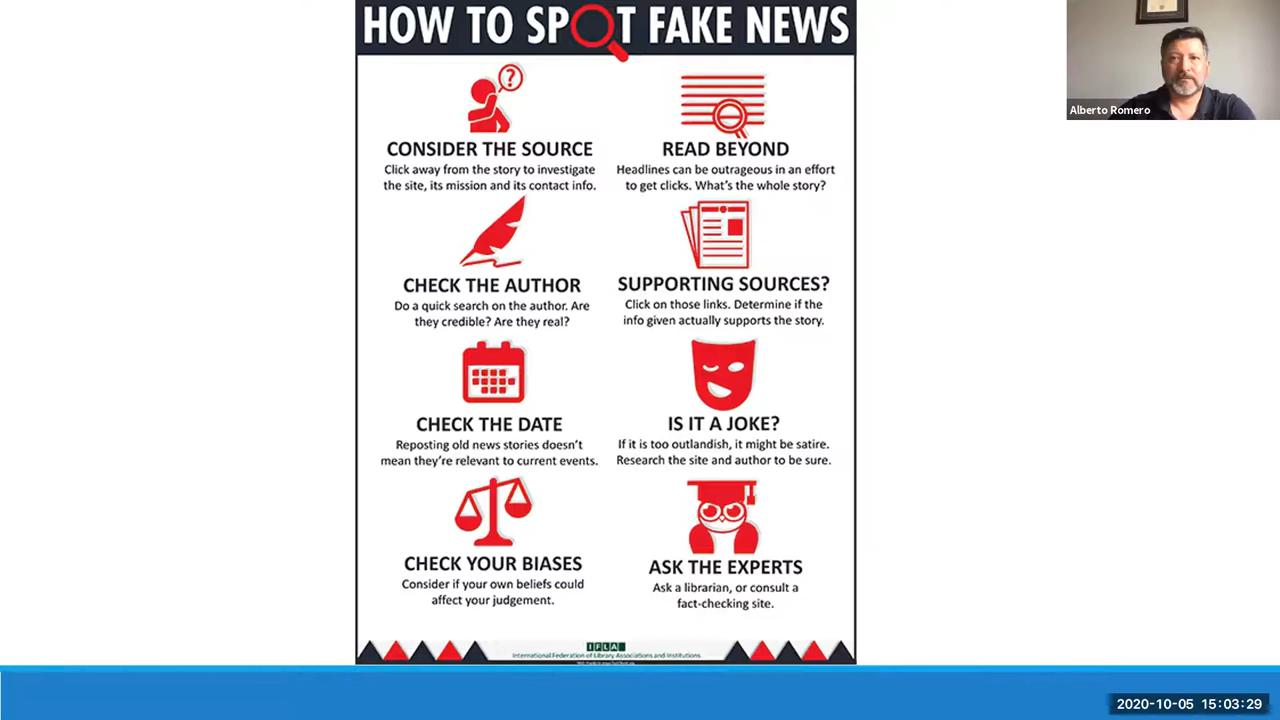 HOW TO SPOT FAKE NEWS
?
CONSIDER THE SOURCE
Click away from the story to investigate
the site, its mission and its contact info.
READ BEYOND
Headlines can be outrageous in an effort
to get clicks. What's the whole story?
CHECK THE AUTHOR
Do a quick search on the author. Are
they credible? Are they real?
SUPPORTING SOURCES?
Click on those links. Determine if the
info given actually supports the story.
CHECK THE DATE
Reposting old news stories doesn't
mean they're relevant to current events.
IS IT A JOKE?
If it is too outlandish, it might be satire.
Research the site and author to be sure.
CHECK YOUR BIASES
Consider if your own beliefs could
affect your judgement.
ASK THE EXPERTS
Ask a librarian, or consult a
fact-checking site.
IFLA
International Federation of Library Associations and Institutions
Alberto Romero
2020-10-05 15:03:29